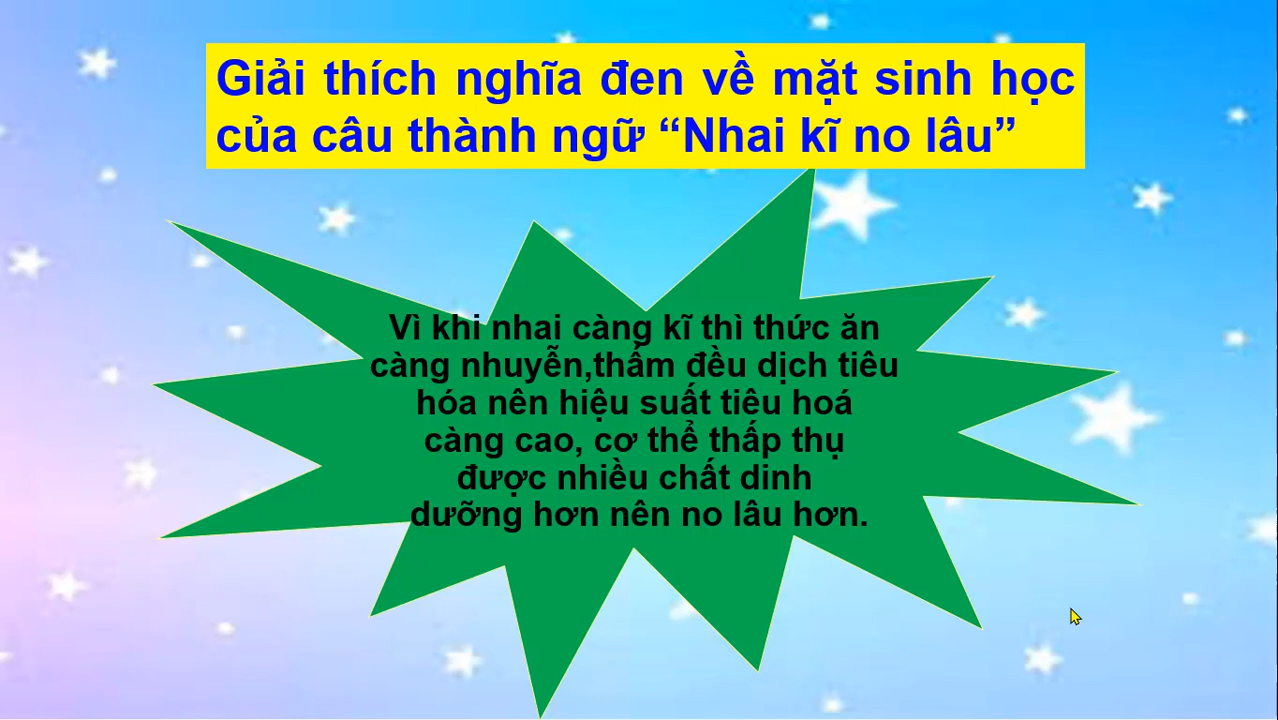 Giải thích nghĩa đen về mặt sinh học
của câu thành ngữ “Nhai kĩ no lâu”
Vì khi nhai càng kĩ thì thức ăn
càng nhuyễn,thấm đều dịch tiêu
hóa nên hiệu suất tiêu hoá
càng cao, cơ thể thấp thụ
được nhiều chất dinh
dưỡng hơn nên no lâu hơn.